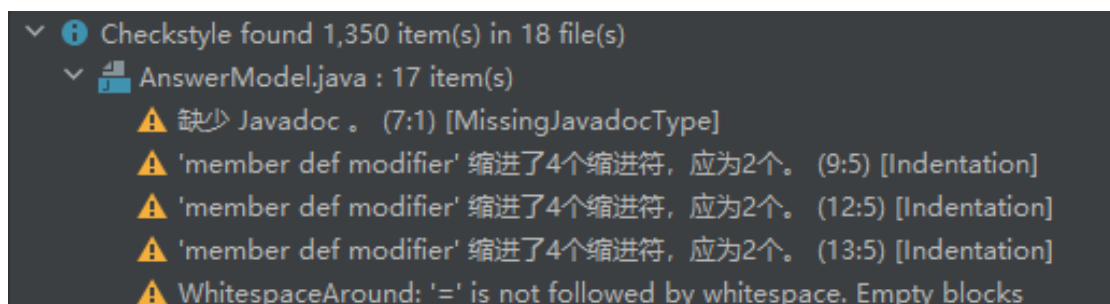 Checkstyle found 1,350 item(s) in 18 file(s)
AnswerModel.java : 17 item(s)
缺少 Javadoc 。 (7:1) [MissingJavadocType]
'member def modifier' 缩进了4个缩进符，应为2个。 (9:5) [Indentation]
'member def modifier' 缩进了4个缩进符，应为2个。 (12:5) [Indentation]
'member def modifier' 缩进了4个缩进符，应为2个。 (13:5) [Indentation]
WhitespaceAround: '=' is not followed by whitespace. Empty blocks